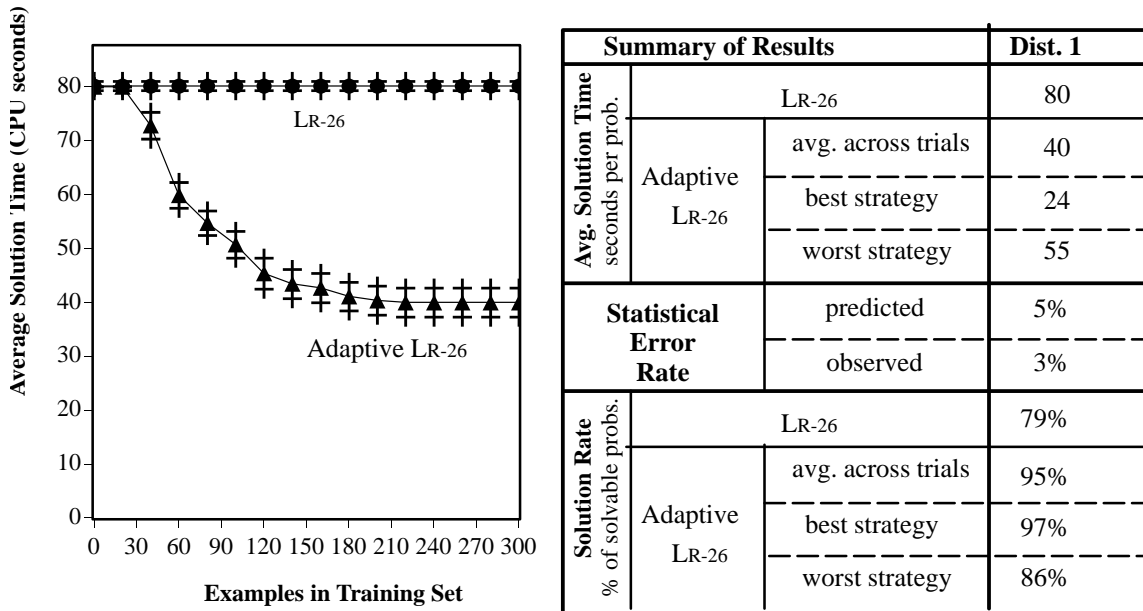 Average Solution Time (CPU seconds)
80
70
60
50
40
30
20
10
0
LR-26
Adaptive LR-26
0 30 60 90 120 150 180 210 240 270 300
Examples in Training Set
Summary of Results Dist. 1
Avg. Solution Time
seconds per prob.
LR-26 80
Adaptive
LR-26
avg. across trials 40
best strategy 24
worst strategy 55
Statistical
Error
Rate
predicted 5%
observed 3%
Solution Rate
% of solvable probs.
LR-26 79%
Adaptive
LR-26
avg. across trials 95%
best strategy 97%
worst strategy 86%